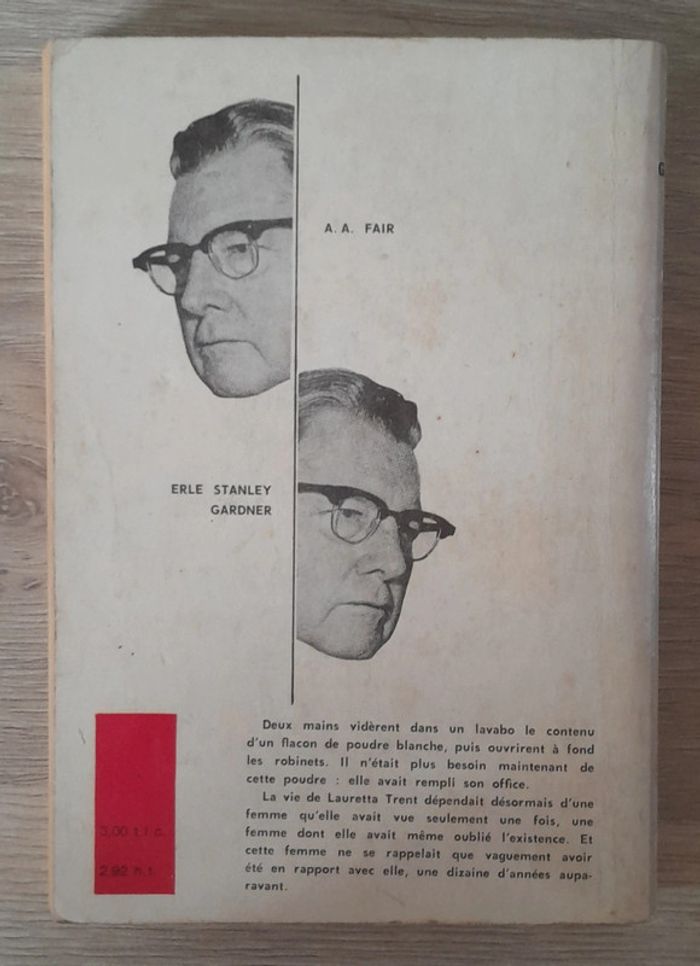 A. A. FAIR
ERLE STANLEY
GARDNER
Deux mains vidèrent dans un lavabo le contenu
d'un flacon de poudre blanche, puis ouvrirent à fond
les robinets. Il n'était plus besoin maintenant de
cette poudre : elle avait rempli son office.
La vie de Lauretta Trent dépendait désormais d'une
femme qu'elle avait vue seulement une fois, une
femme dont elle avait même oublié l'existence. Et
cette femme ne se rappelait que vaguement avoir
été en rapport avec elle, une dizaine d'années aupa-
ravant.
3,00 t.l.c.
2.92 h.t.
G